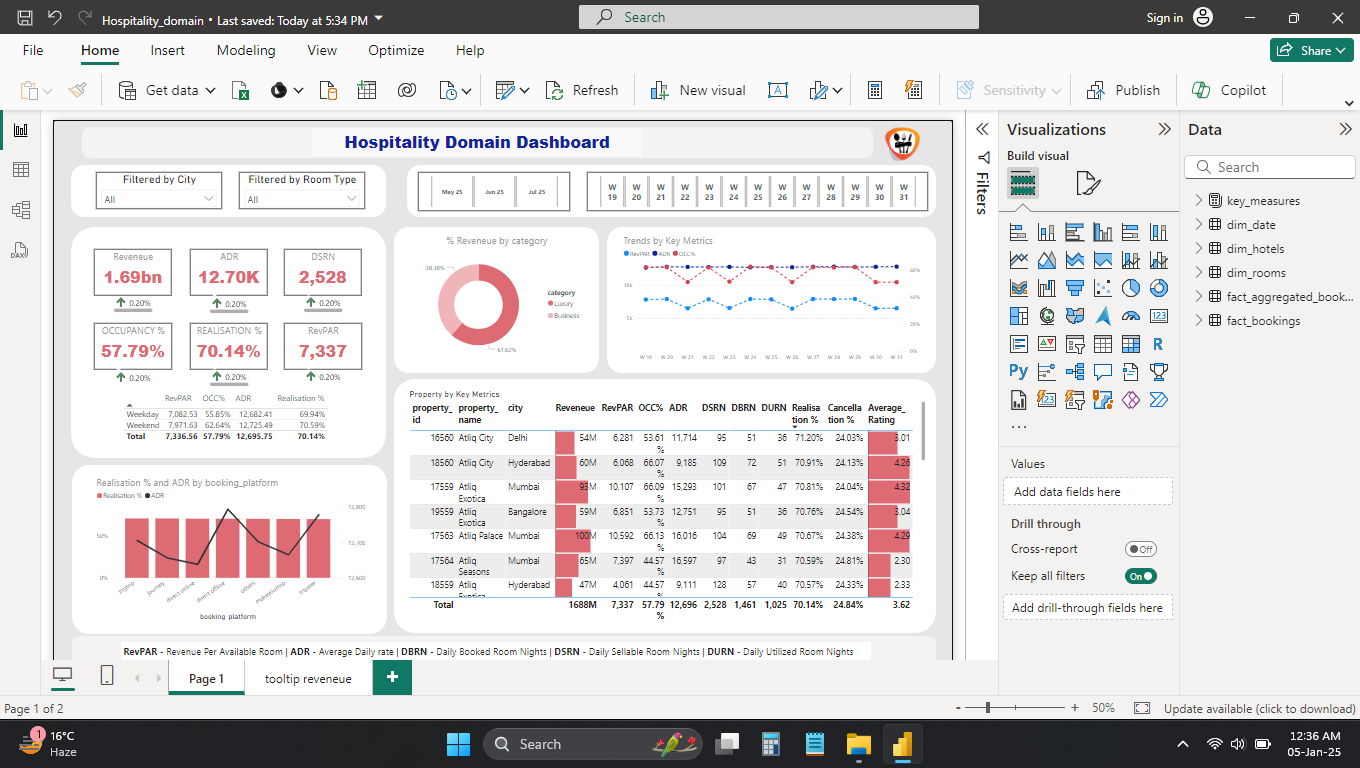 Hospitality_domain • Last saved: Today at 5:34 PM
Search
Sign in
File Home Insert Modeling View Optimize Help
Share
Get data
Refresh
New visual
Sensitivity
Publish
Copilot
Hospitality Domain Dashboard
Filtered by City
All
Filtered by Room Type
All
May 25 Jun 25 Jul 25
W 19 W 20 W 21 W 22 W 23 W 24 W 25 W 26 W 27 W 28 W 29 W 30 W 31
Reveneue
1.69bn
0.20%
ADR
12.70K
0.20%
DSRN
2,528
0.20%
OCCUPANCY %
57.79%
0.20%
REALISATION %
70.14%
0.20%
RevPAR
7,337
0.20%
RevPAR OCC% ADR Realisation %
Weekday 7,082.53 55.85% 12,682.41 69.94%
Weekend 7,971.63 62.64% 12,725.49 70.59%
Total 7,336.56 57.79% 12,695.75 70.14%
% Reveneue by category
38.38%
61.62%
category
Luxury
Business
Trends by Key Metrics
RevPAR ADR OCC%
10K
5K
60%
40%
20%
0%
W 19 W 20 W 21 W 22 W 23 W 24 W 25 W 26 W 27 W 28 W 29 W 30 W 31
Realisation % and ADR by booking_platform
Realisation % ADR
50%
0%
12,800
12,700
12,600
logtrip journey direct online direct offline others makeyourtrip tripster
booking_platform
Property by Key Metrics
property_id property_name city Reveneue RevPAR OCC% ADR DSRN DBRN DURN Realisation % Cancellation % Average_Rating
16560 Atliq City Delhi 54M 6,281 53.61% 11,714 95 51 36 71.20% 24.03% 3.01
18560 Atliq City Hyderabad 60M 6,068 66.07% 9,185 109 72 51 70.91% 24.13% 4.26
17559 Atliq Exotica Mumbai 93M 10,107 66.09% 15,293 101 67 47 70.81% 24.04% 4.32
19559 Atliq Exotica Bangalore 59M 6,851 53.73% 12,751 95 51 36 70.76% 24.54% 3.04
17563 Atliq Palace Mumbai 100M 10,592 66.13% 16,016 104 69 49 70.67% 24.38% 4.29
17564 Atliq Seasons Mumbai 65M 7,397 44.57% 16,597 97 43 31 70.59% 24.81% 2.30
18559 Atliq Exotica Hyderabad 47M 4,061 44.57% 9,111 128 57 40 70.57% 24.33% 2.33
Total 1688M 7,337 57.79% 12,696 2,528 1,461 1,025 70.14% 24.84% 3.62
RevPAR - Revenue Per Available Room | ADR - Average Daily rate | DBRN - Daily Booked Room Nights | DSRN - Daily Sellable Room Nights | DURN - Daily Utilized Room Nights
Filters
Visualizations
Build visual
123
R
Py
123
Values
Add data fields here
Drill through
Cross-report
Off
Keep all filters
On
Add drill-through fields here
Data
Search
key_measures
dim_date
dim_hotels
dim_rooms
fact_aggregated_book...
fact_bookings
DAX
Page 1
tooltip reveneue
Page 1 of 2
- + 50%
Update available (click to download)
1
16°C
Haze
Search
12:36 AM
05-Jan-25